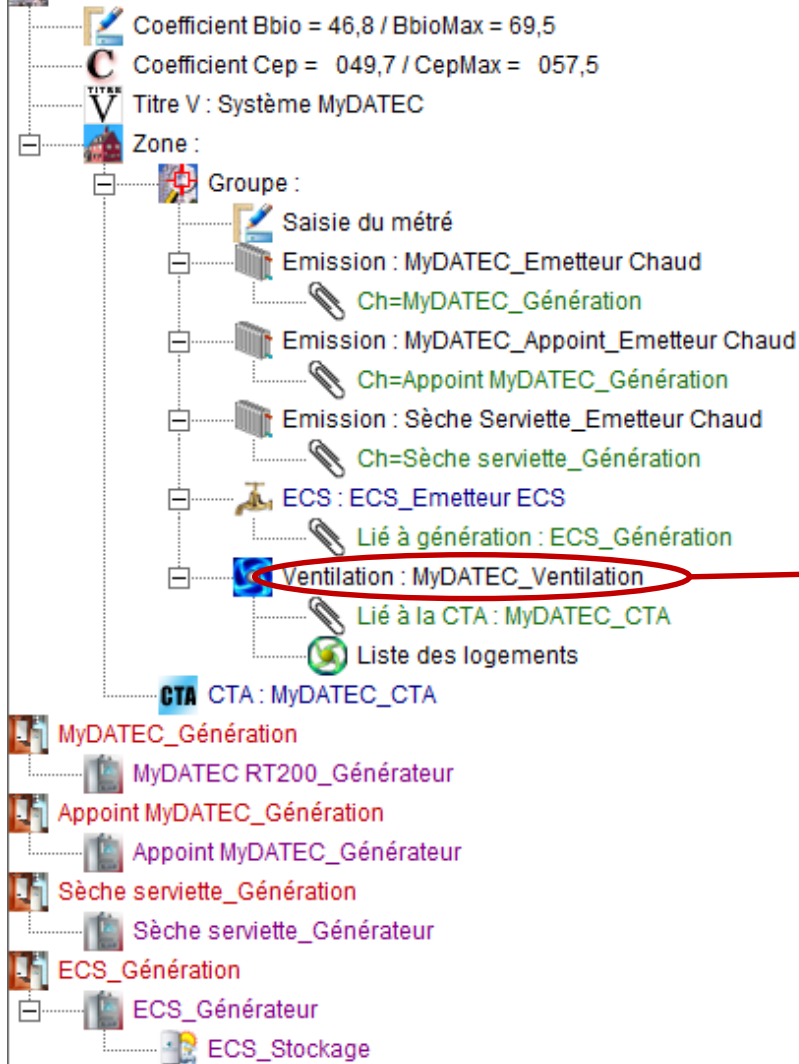 Coefficient Bbio = 46,8 / BbioMax = 69,5
C Coefficient Cep = 049,7 / CepMax = 057,5
TITRE V Titre V : Système MyDATEC
Zone :
Groupe :
Saisie du métré
Emission : MyDATEC_Emetteur Chaud
Ch=MyDATEC_Génération
Emission : MyDATEC_Appoint_Emetteur Chaud
Ch=Appoint MyDATEC_Génération
Emission : Sèche Serviette_Emetteur Chaud
Ch=Sèche serviette_Génération
ECS : ECS_Emetteur ECS
Lié à génération : ECS_Génération
Ventilation : MyDATEC_Ventilation
Lié à la CTA : MyDATEC_CTA
Liste des logements
CTA CTA : MyDATEC_CTA
MyDATEC_Génération
MyDATEC RT200_Générateur
Appoint MyDATEC_Génération
Appoint MyDATEC_Générateur
Sèche serviette_Génération
Sèche serviette_Générateur
ECS_Génération
ECS_Générateur
ECS_Stockage